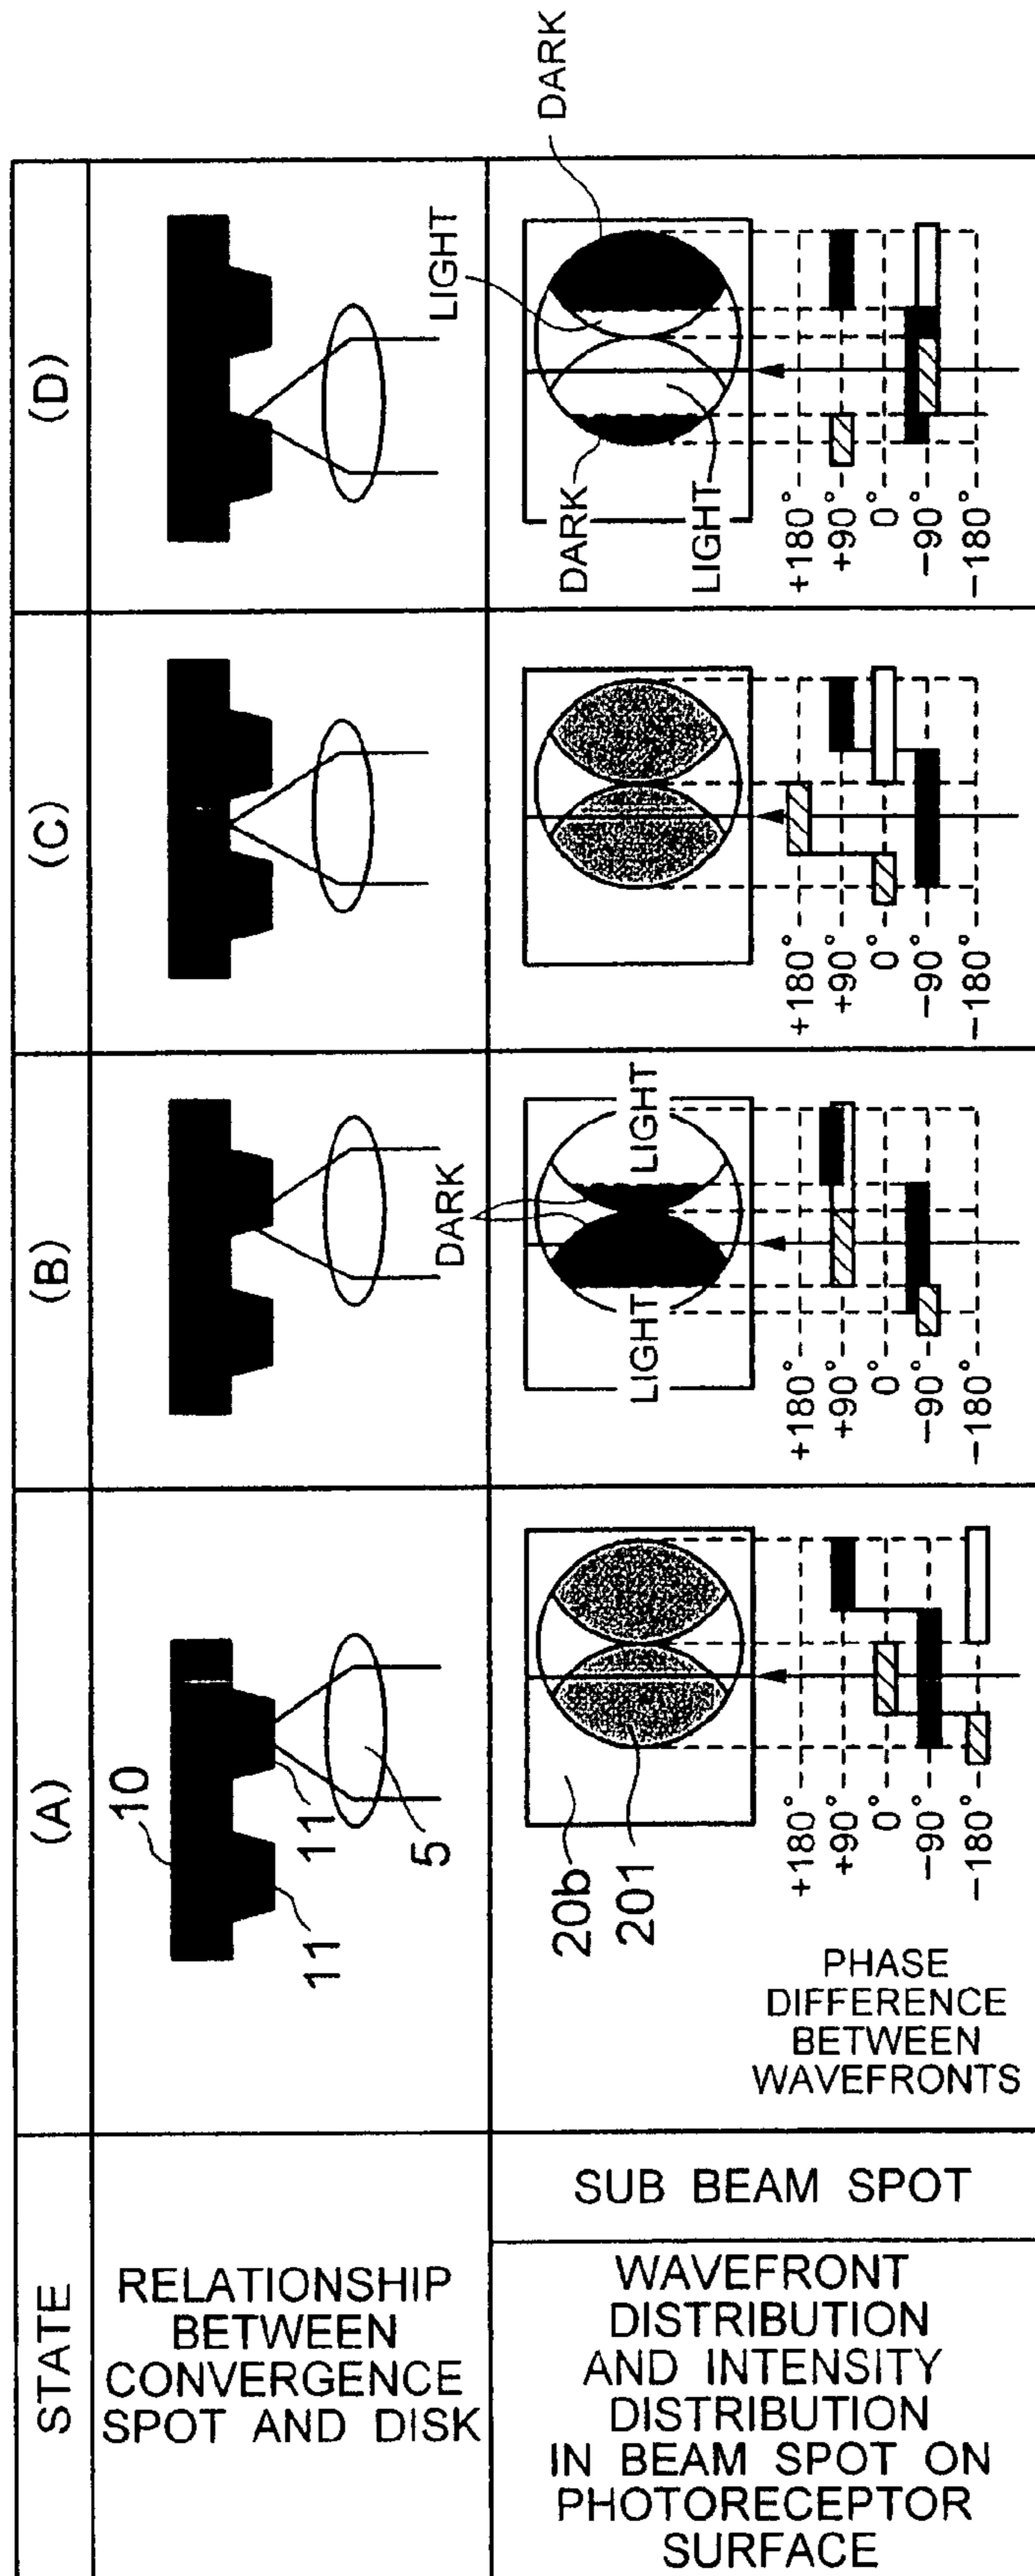 STATE
(A)
(B)
(C)
(D)
RELATIONSHIP
BETWEEN
CONVERGENCE
SPOT AND DISK
10
11
11
5
WAVEFRONT
DISTRIBUTION
AND INTENSITY
DISTRIBUTION
IN BEAM SPOT ON
PHOTORECEPTOR
SURFACE
SUB BEAM SPOT
20b
201
PHASE
DIFFERENCE
BETWEEN
WAVEFRONTS
+180°
+90°
0°
-90°
-180°
DARK
LIGHT
LIGHT
+180°
+90°
0°
-90°
-180°
+180°
+90°
0°
-90°
-180°
DARK
LIGHT
DARK
LIGHT
+180°
+90°
0°
-90°
-180°